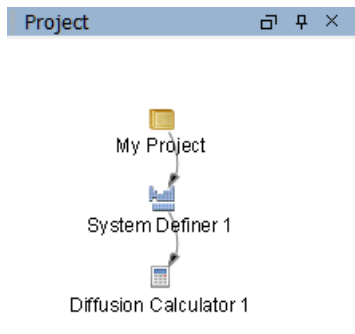 Project
My Project
System Definer 1
Diffusion Calculator 1